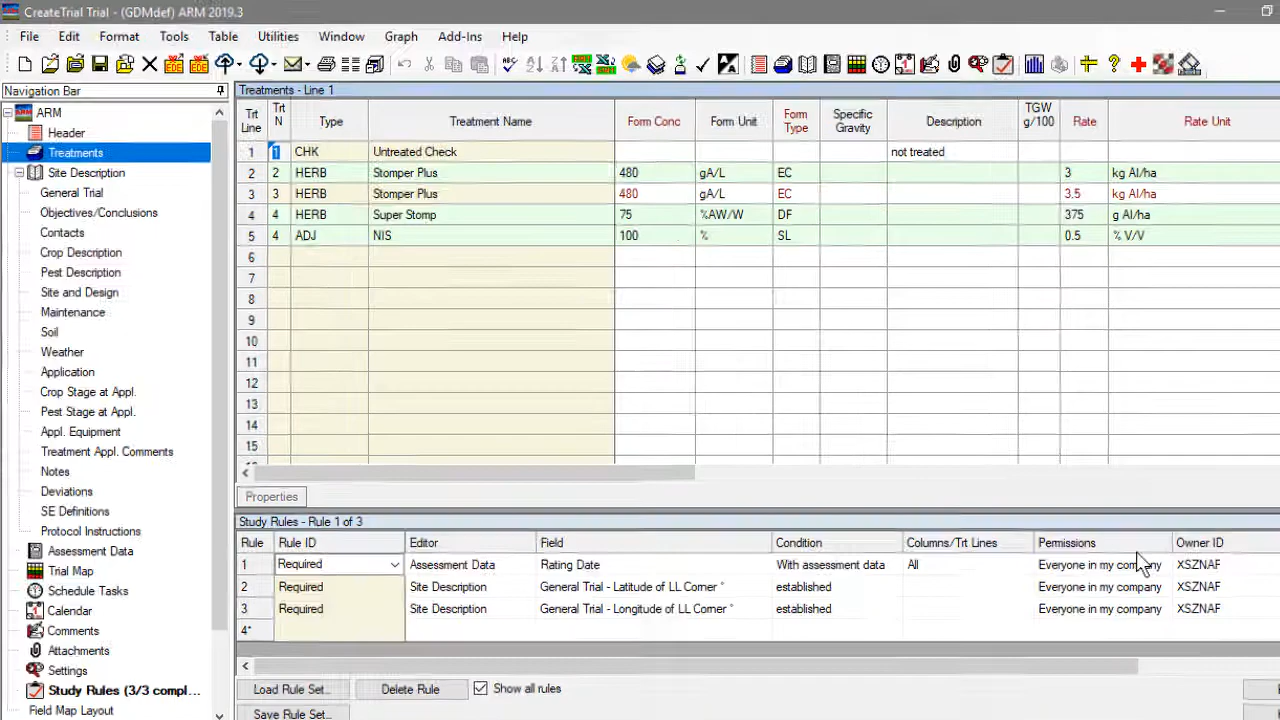 CreateTrial Trial - (GDMdef) ARM 2019.3
File Edit Format Tools Table Utilities Window Graph Add-Ins Help
Navigation Bar
ARM
Header
Treatments
Site Description
General Trial
Objectives/Conclusions
Contacts
Crop Description
Pest Description
Site and Design
Maintenance
Soil
Weather
Application
Crop Stage at Appl.
Pest Stage at Appl.
Appl. Equipment
Treatment Appl. Comments
Notes
Deviations
SE Definitions
Protocol Instructions
Assessment Data
Trial Map
Schedule Tasks
Calendar
Comments
Attachments
Settings
Study Rules (3/3 compl...
Field Map Layout
Treatments - Line 1
Trt Line Trt N Type Treatment Name Form Conc Form Unit Form Type Specific Gravity Description TGW g/100 Rate Rate Unit
1 1 CHK Untreated Check not treated
2 2 HERB Stomper Plus 480 gA/L EC 3 kg AI/ha
3 3 HERB Stomper Plus 480 gA/L EC 3.5 kg AI/ha
4 4 HERB Super Stomp 75 %AW/W DF 375 g AI/ha
5 4 ADJ NIS 100 % SL 0.5 % V/V
6
7
8
9
10
11
12
13
14
15
Properties
Study Rules - Rule 1 of 3
Rule Rule ID Editor Field Condition Columns/Trt Lines Permissions Owner ID
1 Required Assessment Data Rating Date With assessment data All Everyone in my company XSZNAF
2 Required Site Description General Trial - Latitude of LL Corner ° established Everyone in my company XSZNAF
3 Required Site Description General Trial - Longitude of LL Corner ° established Everyone in my company XSZNAF
4*
Load Rule Set... Delete Rule Show all rules
Save Rule Set...